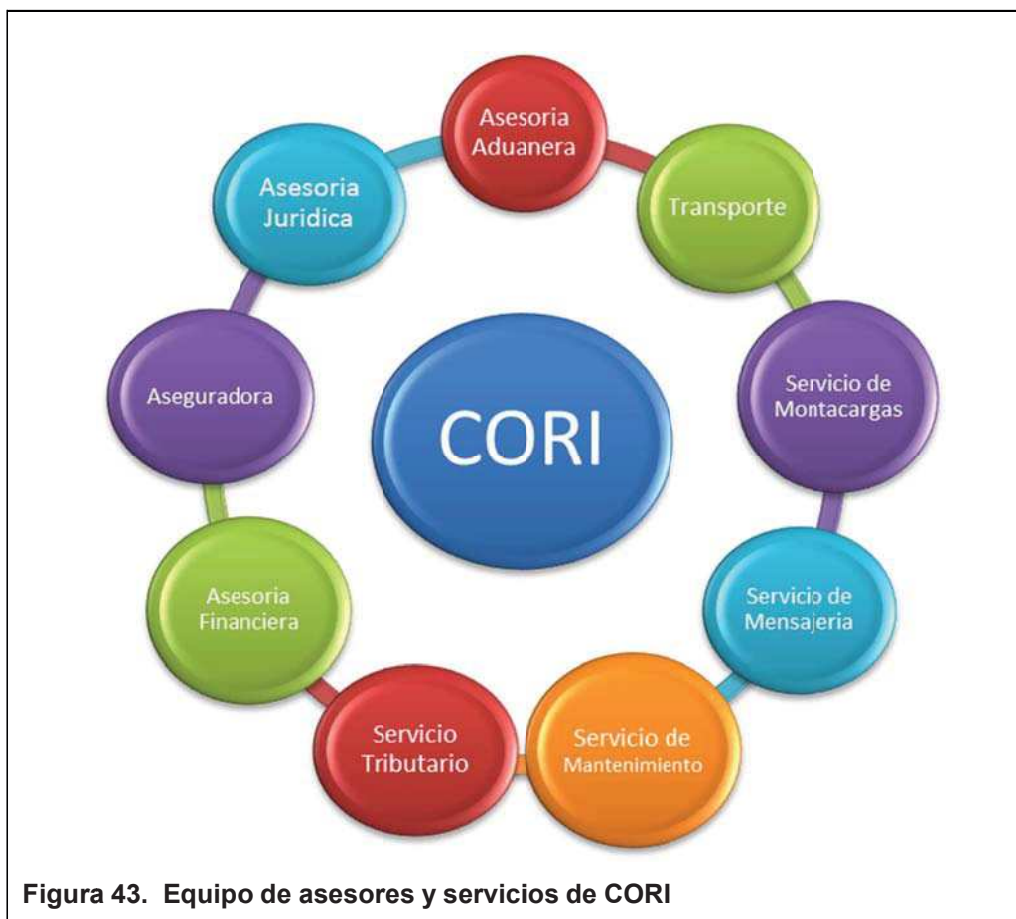 Asesoria
Aduanera
Transporte
Servicio de
Montacargas
Servicio de
Mensajeria
Servicio de
Mantenimiento
Servicio
Tributario
Asesoria
Financiera
Aseguradora
Asesoria
Juridica
CORI
Figura 43. Equipo de asesores y servicios de CORI